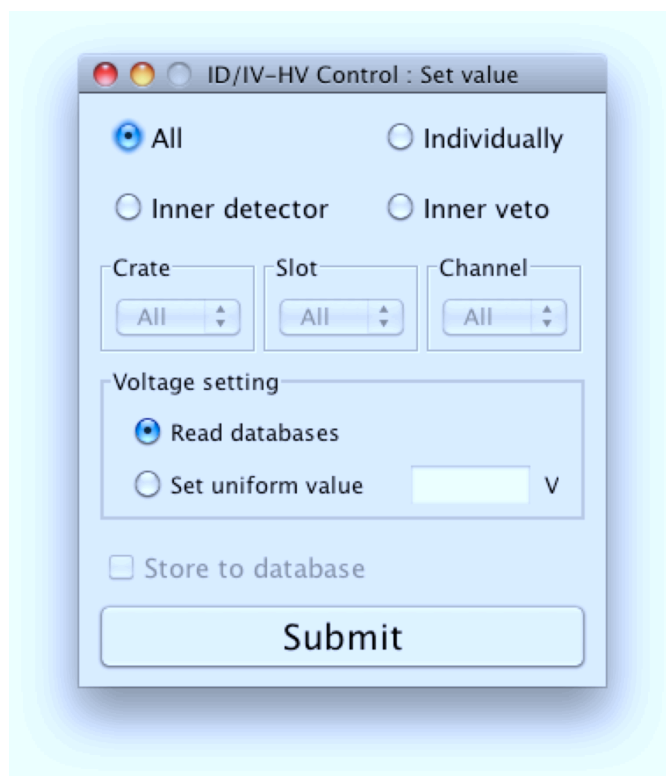 ID/IV-HV Control : Set value
All Individually
Inner detector Inner veto
Crate Slot Channel
All All All
Voltage setting
Read databases
Set uniform value V
Store to database
Submit